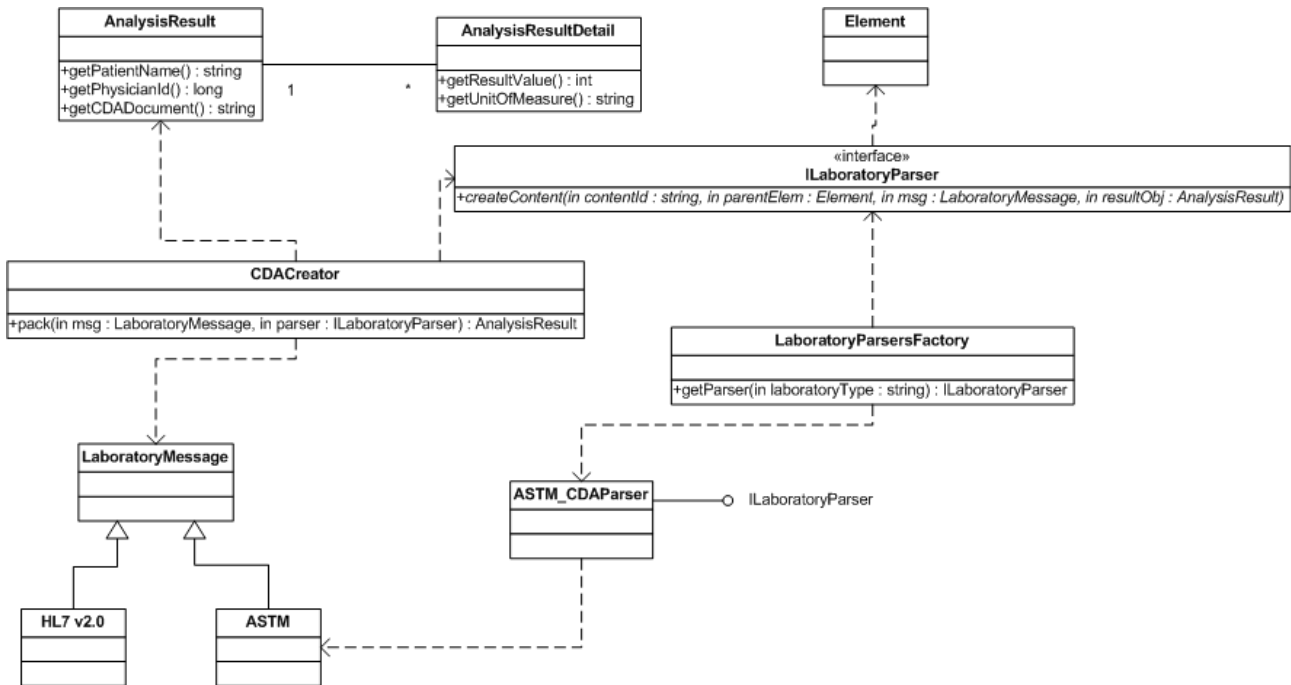 AnalysisResult
+getPatientName() : string
+getPhysicianId() : long
+getCDADocument() : string
1
*
AnalysisResultDetail
+getResultValue() : int
+getUnitOfMeasure() : string
Element
«interface»
ILaboratoryParser
+createContent(in contentId : string, in parentElem : Element, in msg : LaboratoryMessage, in resultObj : AnalysisResult)
CDACreator
+pack(in msg : LaboratoryMessage, in parser : ILaboratoryParser) : AnalysisResult
LaboratoryParsersFactory
+getParser(in laboratoryType : string) : ILaboratoryParser
LaboratoryMessage
ASTM_CDAParser
ILaboratoryParser
HL7 v2.0
ASTM